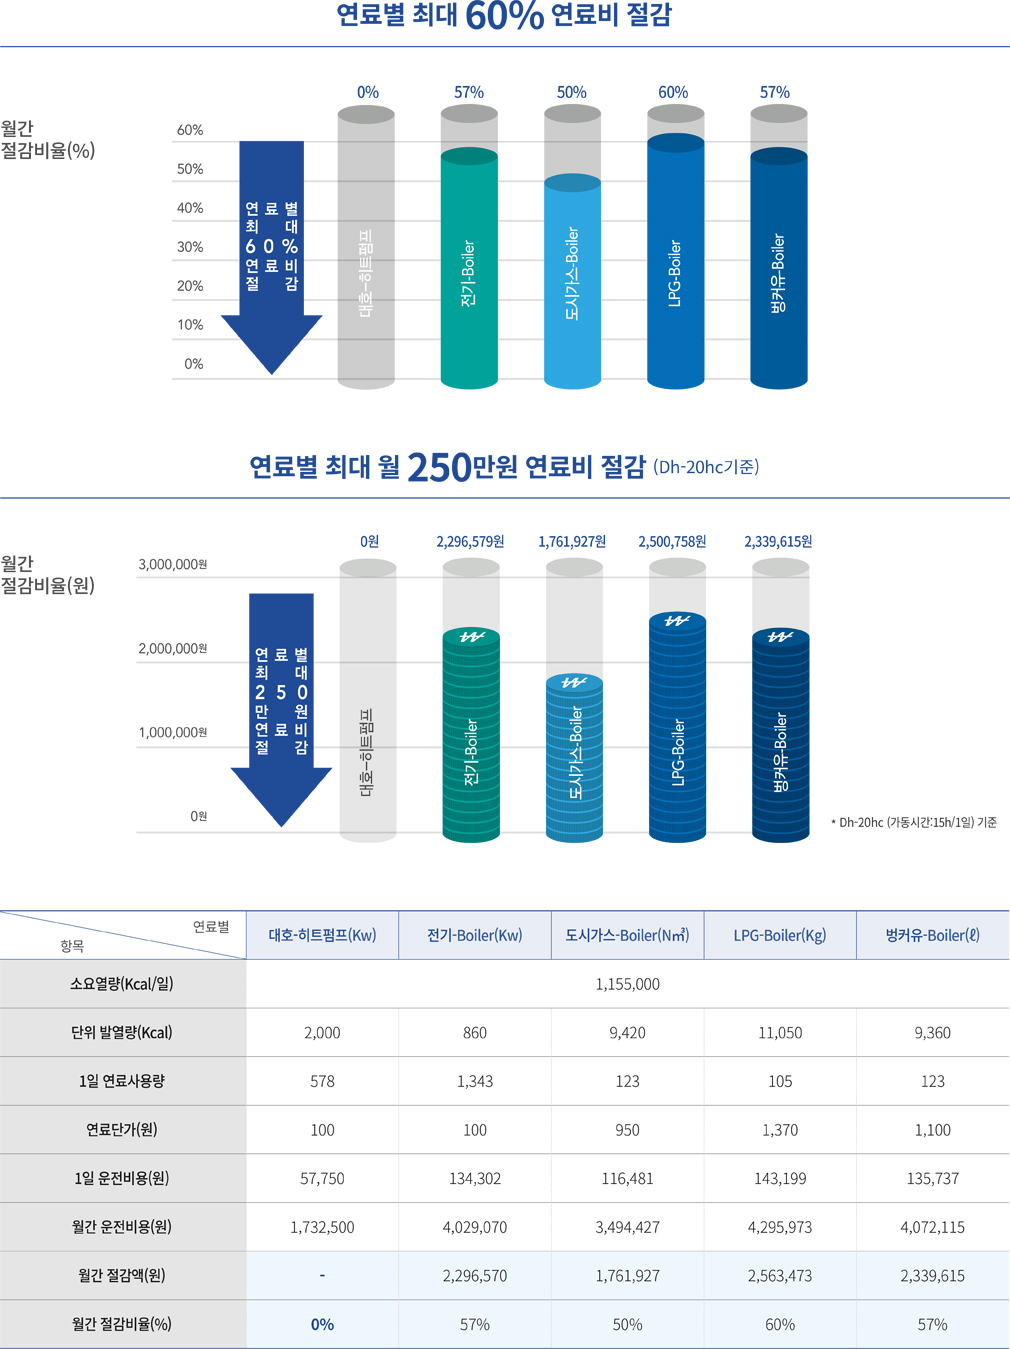 연료별 최대 60% 연료비 절감
월간
절감비율(%)
0% 57% 50% 60% 57%
60%
50%
40%
30%
20%
10%
0%
연 료 별
최 대
6 0 %
연 료 비
절 감
대호-히트펌프
전기-Boiler
도시가스-Boiler
LPG-Boiler
벙커유-Boiler
연료별 최대 월 250만원 연료비 절감 (Dh-20hc기준)
월간
절감비율(원)
0원 2,296,579원 1,761,927원 2,500,758원 2,339,615원
3,000,000원
2,000,000원
1,000,000원
0원
연 료 별
최 대
2 5 0
만 원
연 료 비
절 감
대호-히트펌프
전기-Boiler
도시가스-Boiler
LPG-Boiler
벙커유-Boiler
* Dh-20hc (가동시간:15h/1일) 기준
연료별
항목
대호-히트펌프(Kw) 전기-Boiler(Kw) 도시가스-Boiler(N㎥) LPG-Boiler(Kg) 벙커유-Boiler(ℓ)
소요열량(Kcal/일) 1,155,000
단위 발열량(Kcal) 2,000 860 9,420 11,050 9,360
1일 연료사용량 578 1,343 123 105 123
연료단가(원) 100 100 950 1,370 1,100
1일 운전비용(원) 57,750 134,302 116,481 143,199 135,737
월간 운전비용(원) 1,732,500 4,029,070 3,494,427 4,295,973 4,072,115
월간 절감액(원) - 2,296,570 1,761,927 2,563,473 2,339,615
월간 절감비율(%) 0% 57% 50% 60% 57%